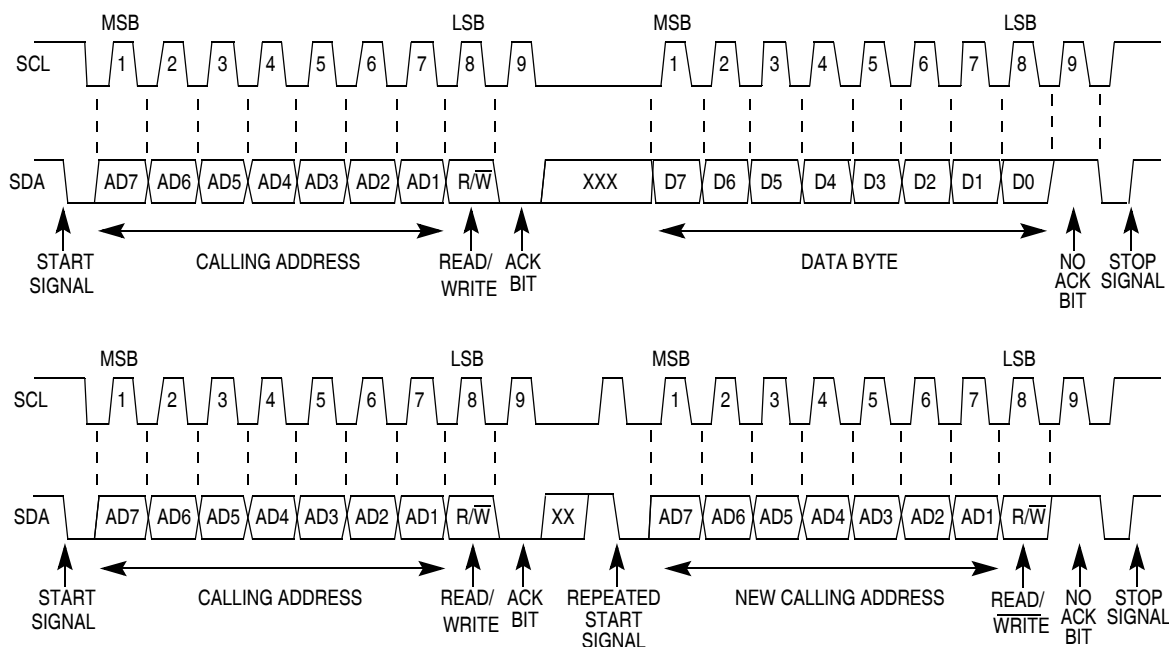 MSB LSB MSB LSB
SCL 1 2 3 4 5 6 7 8 9 1 2 3 4 5 6 7 8 9
SDA AD7 AD6 AD5 AD4 AD3 AD2 AD1 R/W̅ XXX D7 D6 D5 D4 D3 D2 D1 D0
START CALLING ADDRESS READ/ ACK DATA BYTE NO STOP
SIGNAL WRITE BIT ACK SIGNAL
BIT
MSB LSB MSB LSB
SCL 1 2 3 4 5 6 7 8 9 1 2 3 4 5 6 7 8 9
SDA AD7 AD6 AD5 AD4 AD3 AD2 AD1 R/W̅ XX AD7 AD6 AD5 AD4 AD3 AD2 AD1 R/W̅
START CALLING ADDRESS READ/ ACK REPEATED NEW CALLING ADDRESS READ/ NO STOP
SIGNAL WRITE BIT START W̅R̅I̅T̅E̅ ACK SIGNAL
SIGNAL BIT